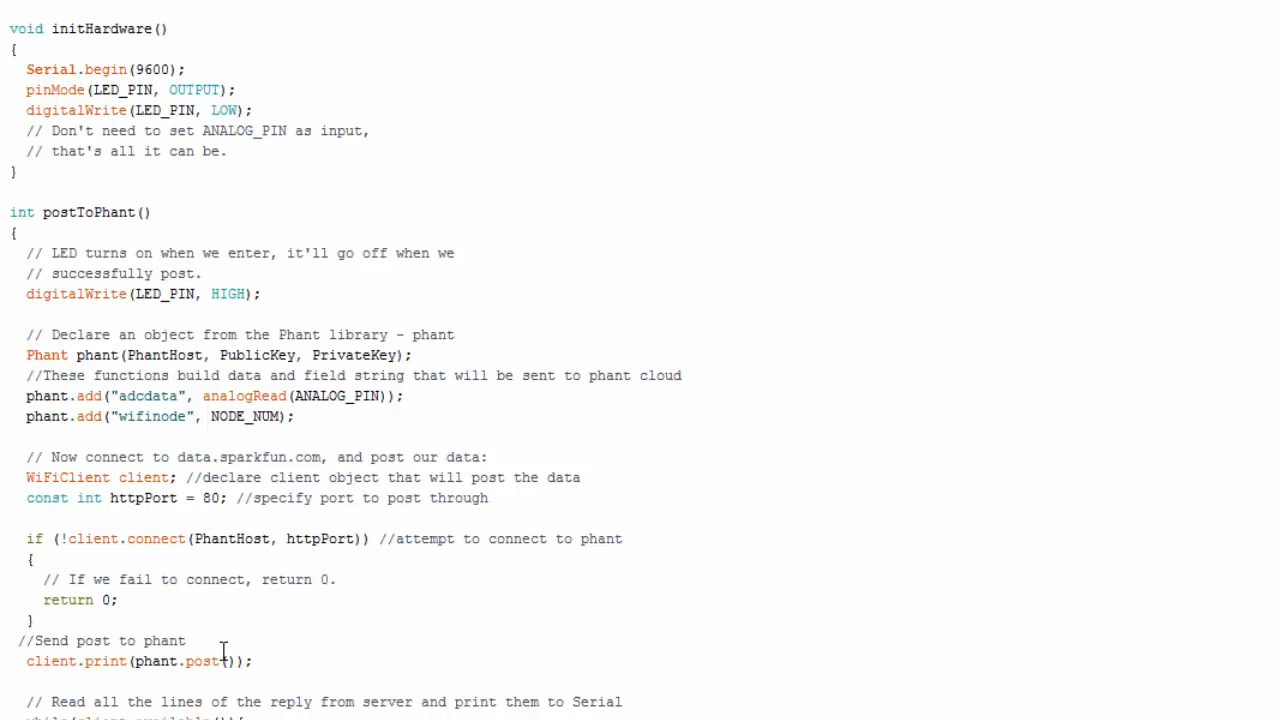 void initHardware()
{
  Serial.begin(9600);
  pinMode(LED_PIN, OUTPUT);
  digitalWrite(LED_PIN, LOW);
  // Don't need to set ANALOG_PIN as input,
  // that's all it can be.
}

int postToPhant()
{
  // LED turns on when we enter, it'll go off when we
  // successfully post.
  digitalWrite(LED_PIN, HIGH);

  // Declare an object from the Phant library - phant
  Phant phant(PhantHost, PublicKey, PrivateKey);
  //These functions build data and field string that will be sent to phant cloud
  phant.add("adcdata", analogRead(ANALOG_PIN));
  phant.add("wifinode", NODE_NUM);

  // Now connect to data.sparkfun.com, and post our data:
  WiFiClient client; //declare client object that will post the data
  const int httpPort = 80; //specify port to post through

  if (!client.connect(PhantHost, httpPort)) //attempt to connect to phant
  {
    // If we fail to connect, return 0.
    return 0;
  }
 //Send post to phant
  client.print(phant.post());

  // Read all the lines of the reply from server and print them to Serial
  while(client.available()){